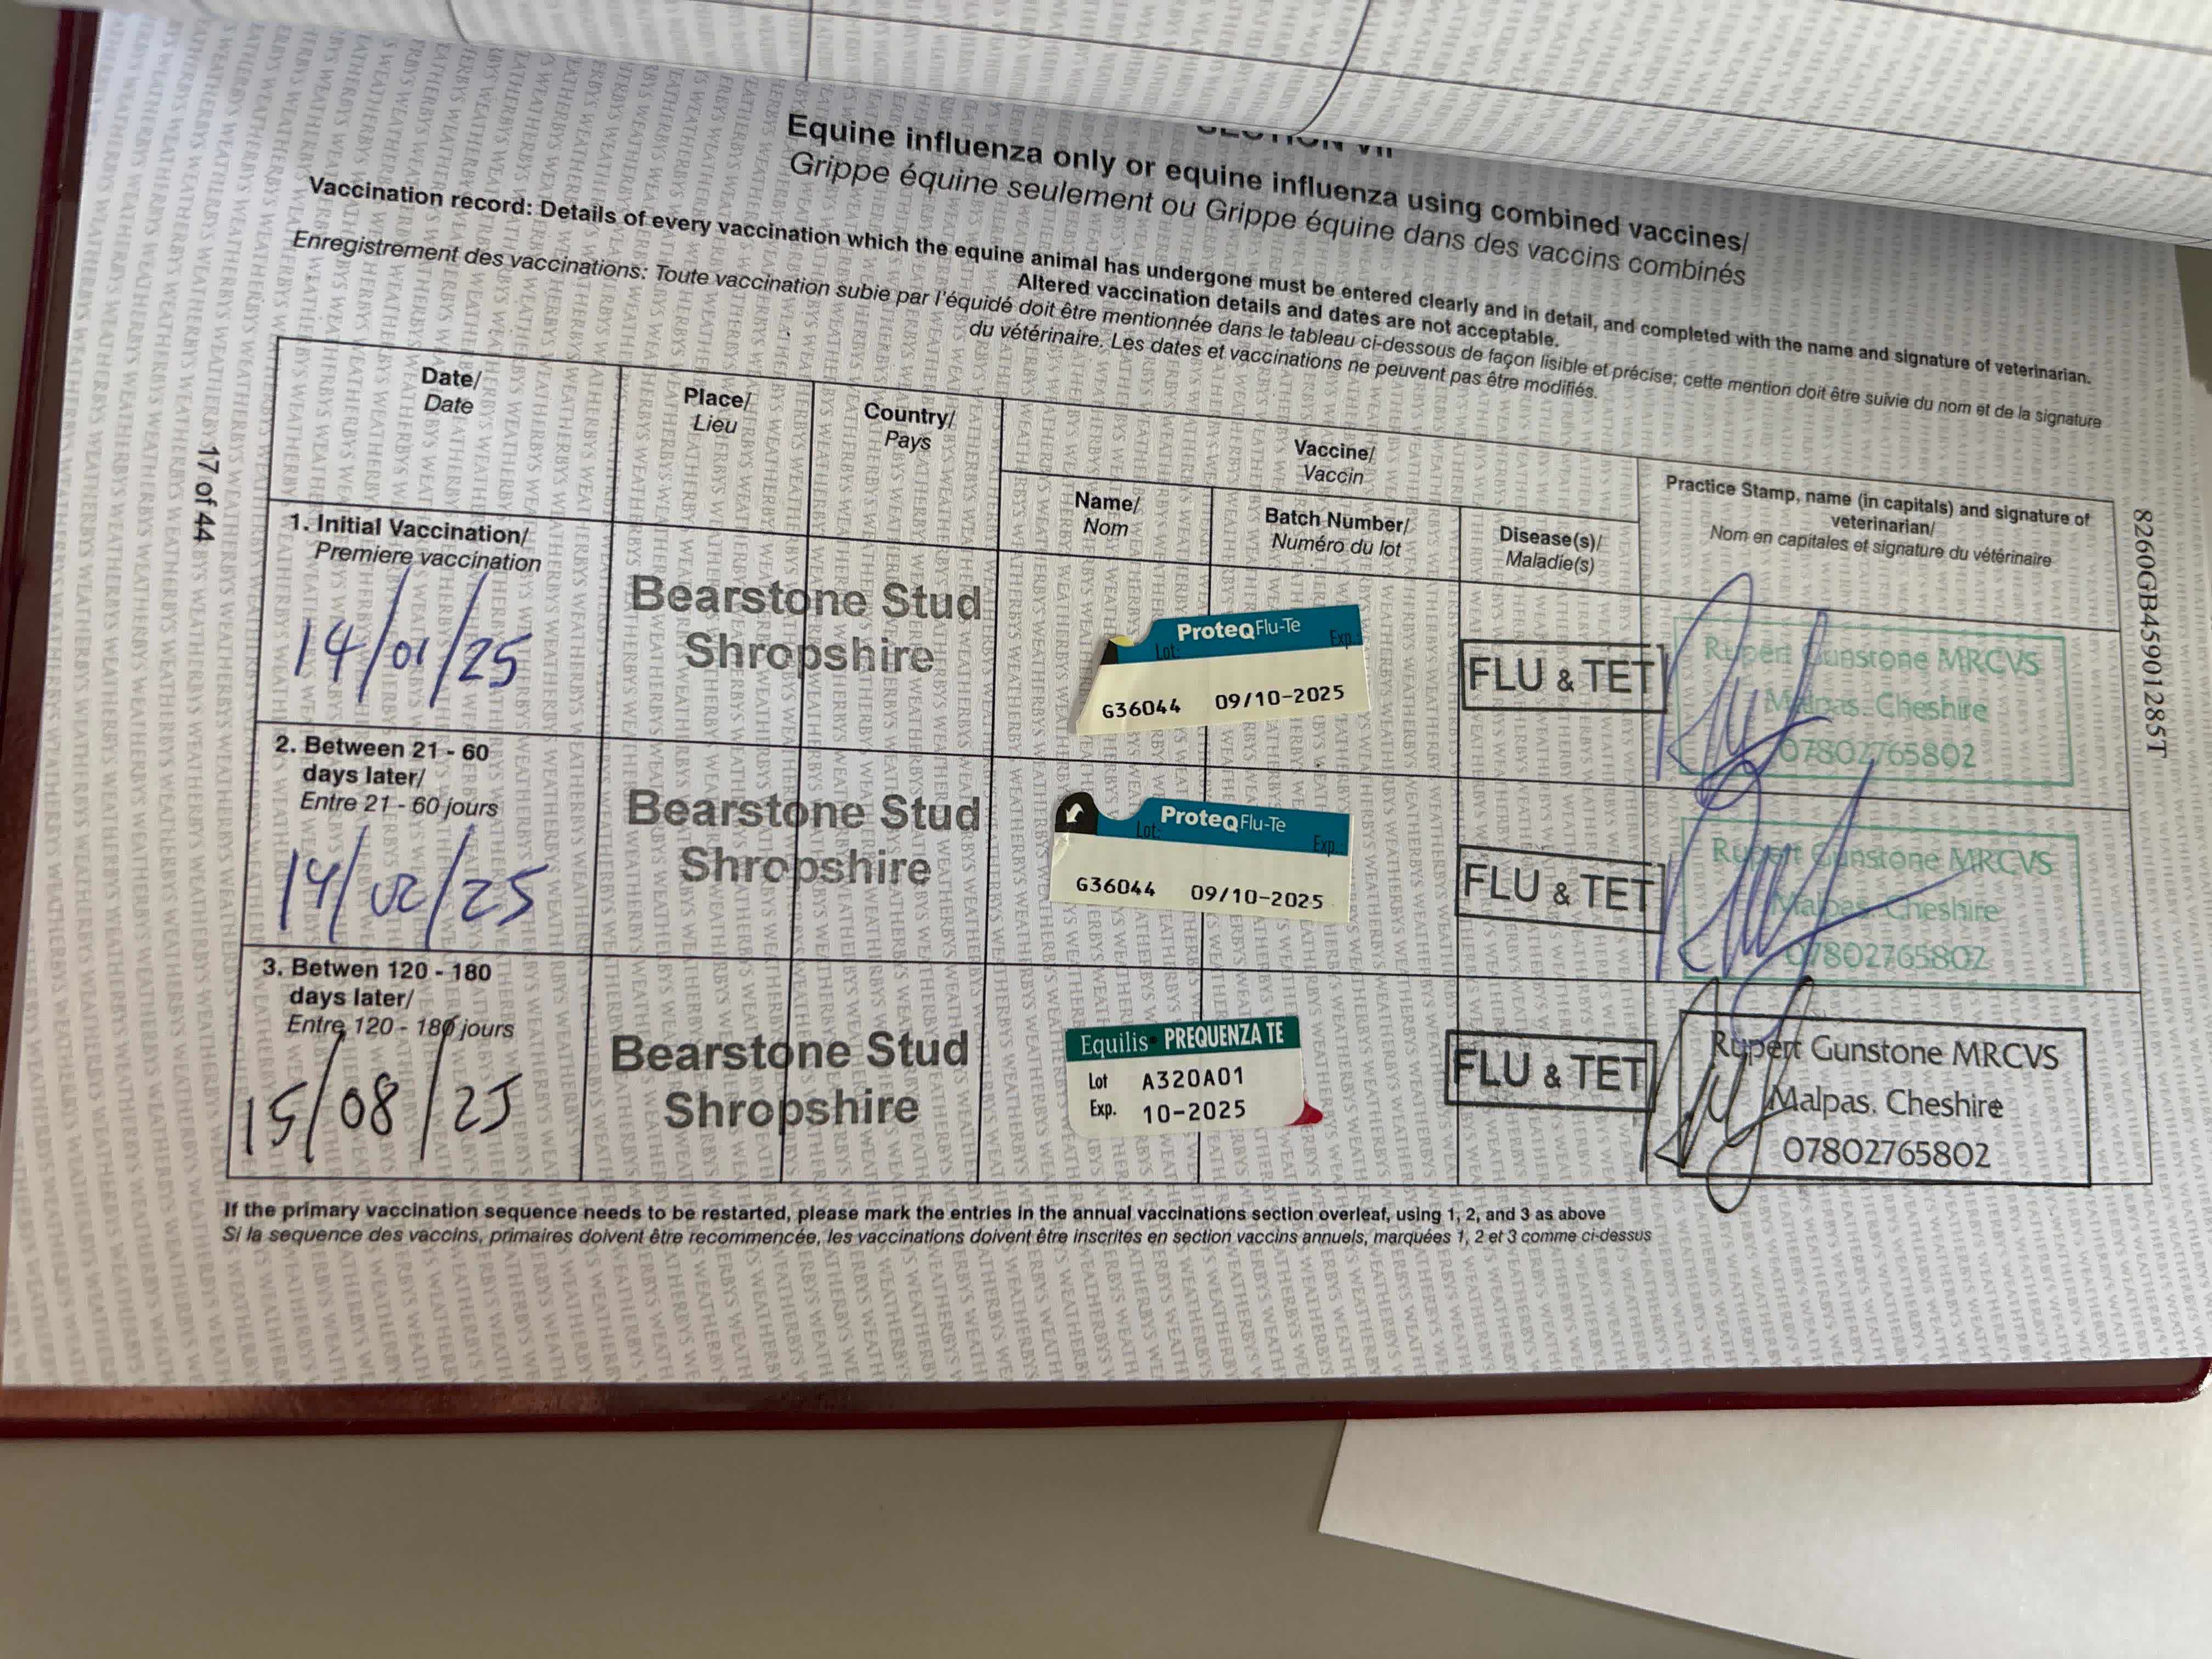 SECTION VII
Equine influenza only or equine influenza using combined vaccines/
Grippe équine seulement ou Grippe équine dans des vaccins combinés
Vaccination record: Details of every vaccination which the equine animal has undergone must be entered clearly and in detail, and completed with the name and signature of veterinarian.
Altered vaccination details and dates are not acceptable.
Enregistrement des vaccinations: Toute vaccination subie par l'équidé doit être mentionnée dans le tableau ci-dessous de façon lisible et précise; cette mention doit être suivie du nom et de la signature
du vétérinaire. Les dates et vaccinations ne peuvent pas être modifiés.
Date/
Date
Place/
Lieu
Country/
Pays
Vaccine/
Vaccin
Name/
Nom
Batch Number/
Numéro du lot
Disease(s)/
Maladie(s)
Practice Stamp, name (in capitals) and signature of
veterinarian/
Nom en capitales et signature du vétérinaire
1. Initial Vaccination/
Premiere vaccination
14/01/25
Bearstone Stud
Shropshire
ProteqFlu-Te
Lot: Exp.:
G36044 09/10-2025
FLU & TET
Rupert Gunstone MRCVS
Malpas. Cheshire
07802765802
2. Between 21 - 60
days later/
Entre 21 - 60 jours
14/02/25
Bearstone Stud
Shropshire
ProteqFlu-Te
Lot: Exp.:
G36044 09/10-2025
FLU & TET
Rupert Gunstone MRCVS
Malpas. Cheshire
07802765802
3. Betwen 120 - 180
days later/
Entre 120 - 180 jours
15/08/25
Bearstone Stud
Shropshire
Equilis PREQUENZA TE
Lot A320A01
Exp. 10-2025
FLU & TET
Rupert Gunstone MRCVS
Malpas. Cheshire
07802765802
If the primary vaccination sequence needs to be restarted, please mark the entries in the annual vaccinations section overleaf, using 1, 2, and 3 as above
Si la sequence des vaccins, primaires doivent être recommencée, les vaccinations doivent être inscrites en section vaccins annuels, marquées 1, 2 et 3 comme ci-dessus
17 of 44
8260GB45901285T
WEATHERBYS